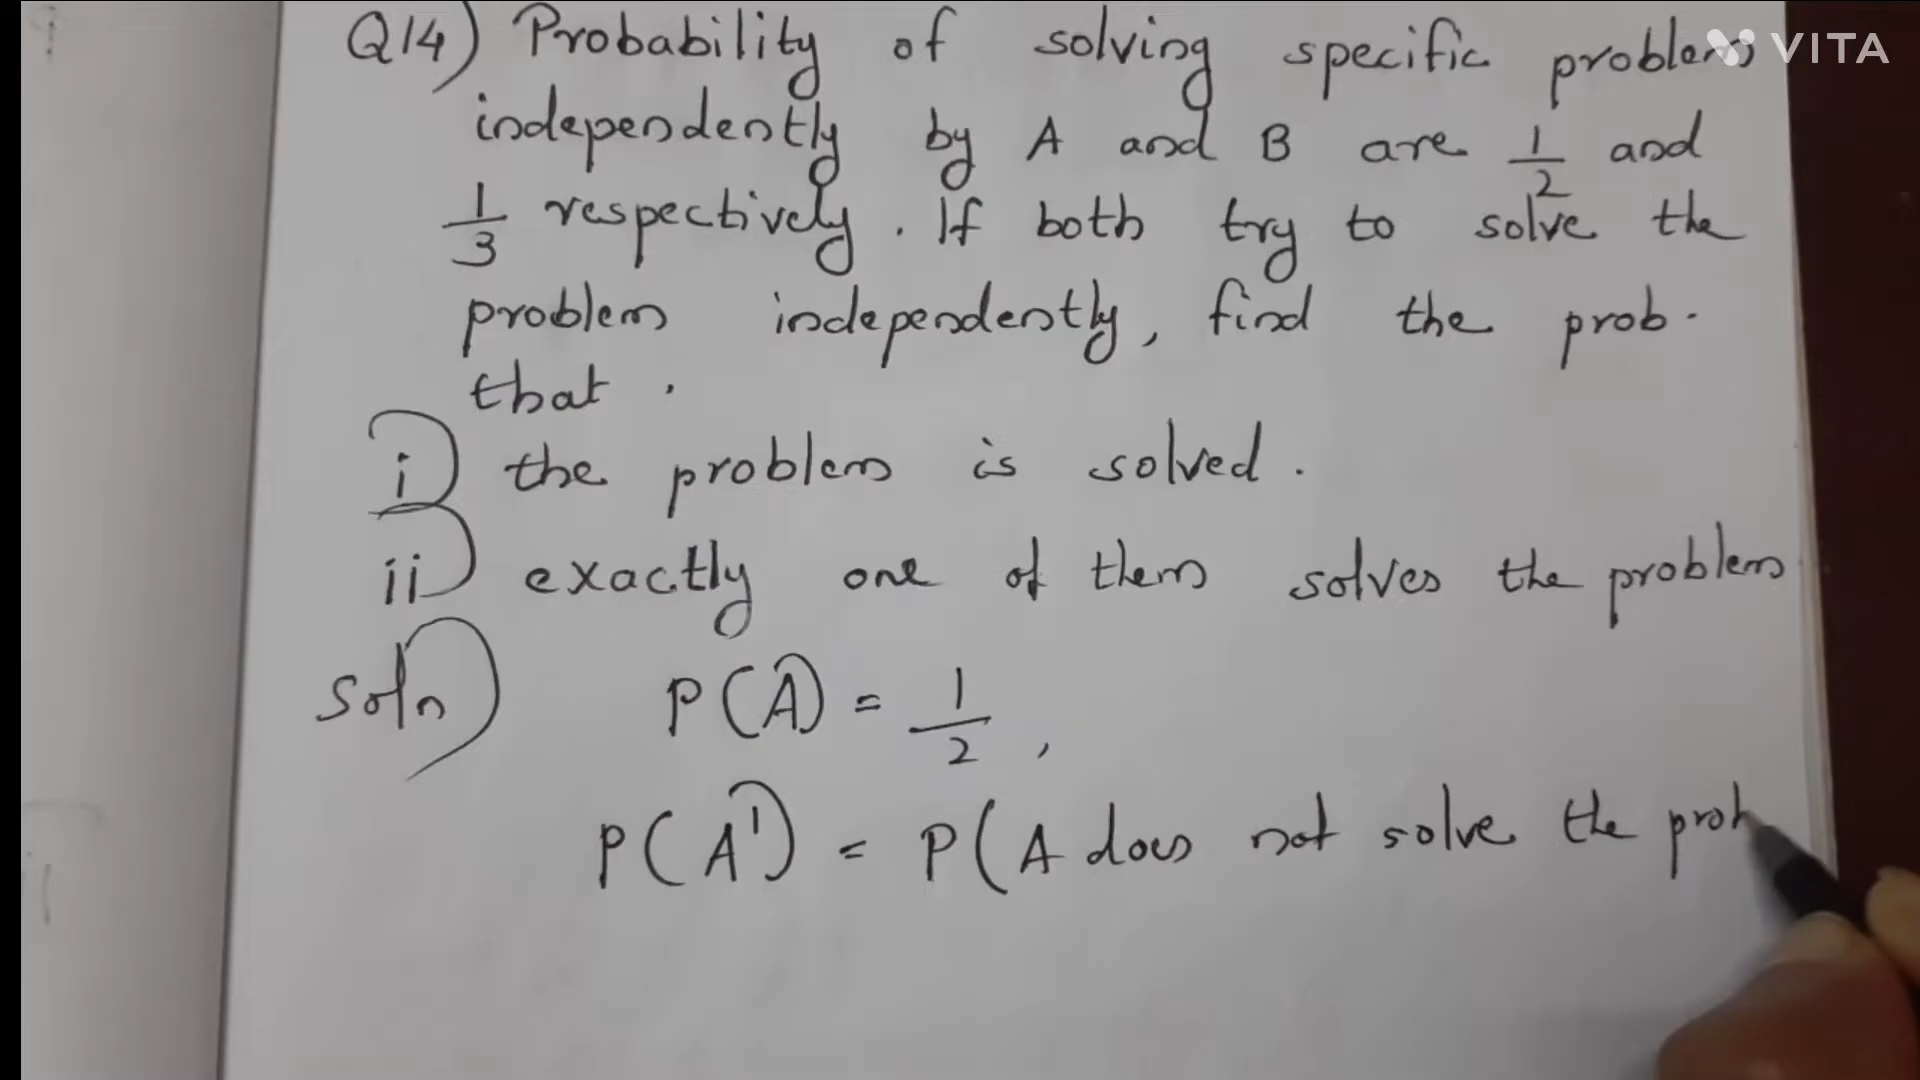 Q14) Probability of solving specific problem
VITA
independently by A and B are 1/2 and
1/3 respectively. If both try to solve the
problem independently, find the prob.
that.
i) the problem is solved.
ii) exactly one of them solves the problem
Soln) P(A) = 1/2 ,
P(A') = P(A does not solve the prob